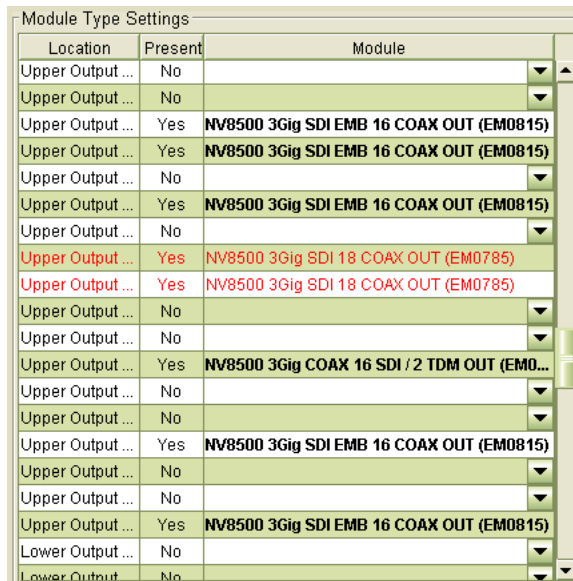 Module Type Settings
Location Present Module
Upper Output ... No
Upper Output ... No
Upper Output ... Yes NV8500 3Gig SDI EMB 16 COAX OUT (EM0815)
Upper Output ... Yes NV8500 3Gig SDI EMB 16 COAX OUT (EM0815)
Upper Output ... No
Upper Output ... Yes NV8500 3Gig SDI EMB 16 COAX OUT (EM0815)
Upper Output ... No
Upper Output ... Yes NV8500 3Gig SDI 18 COAX OUT (EM0785)
Upper Output ... Yes NV8500 3Gig SDI 18 COAX OUT (EM0785)
Upper Output ... No
Upper Output ... No
Upper Output ... Yes NV8500 3Gig COAX 16 SDI / 2 TDM OUT (EM0...
Upper Output ... No
Upper Output ... No
Upper Output ... Yes NV8500 3Gig SDI EMB 16 COAX OUT (EM0815)
Upper Output ... No
Upper Output ... No
Upper Output ... Yes NV8500 3Gig SDI EMB 16 COAX OUT (EM0815)
Lower Output ... No
Lower Output ... No